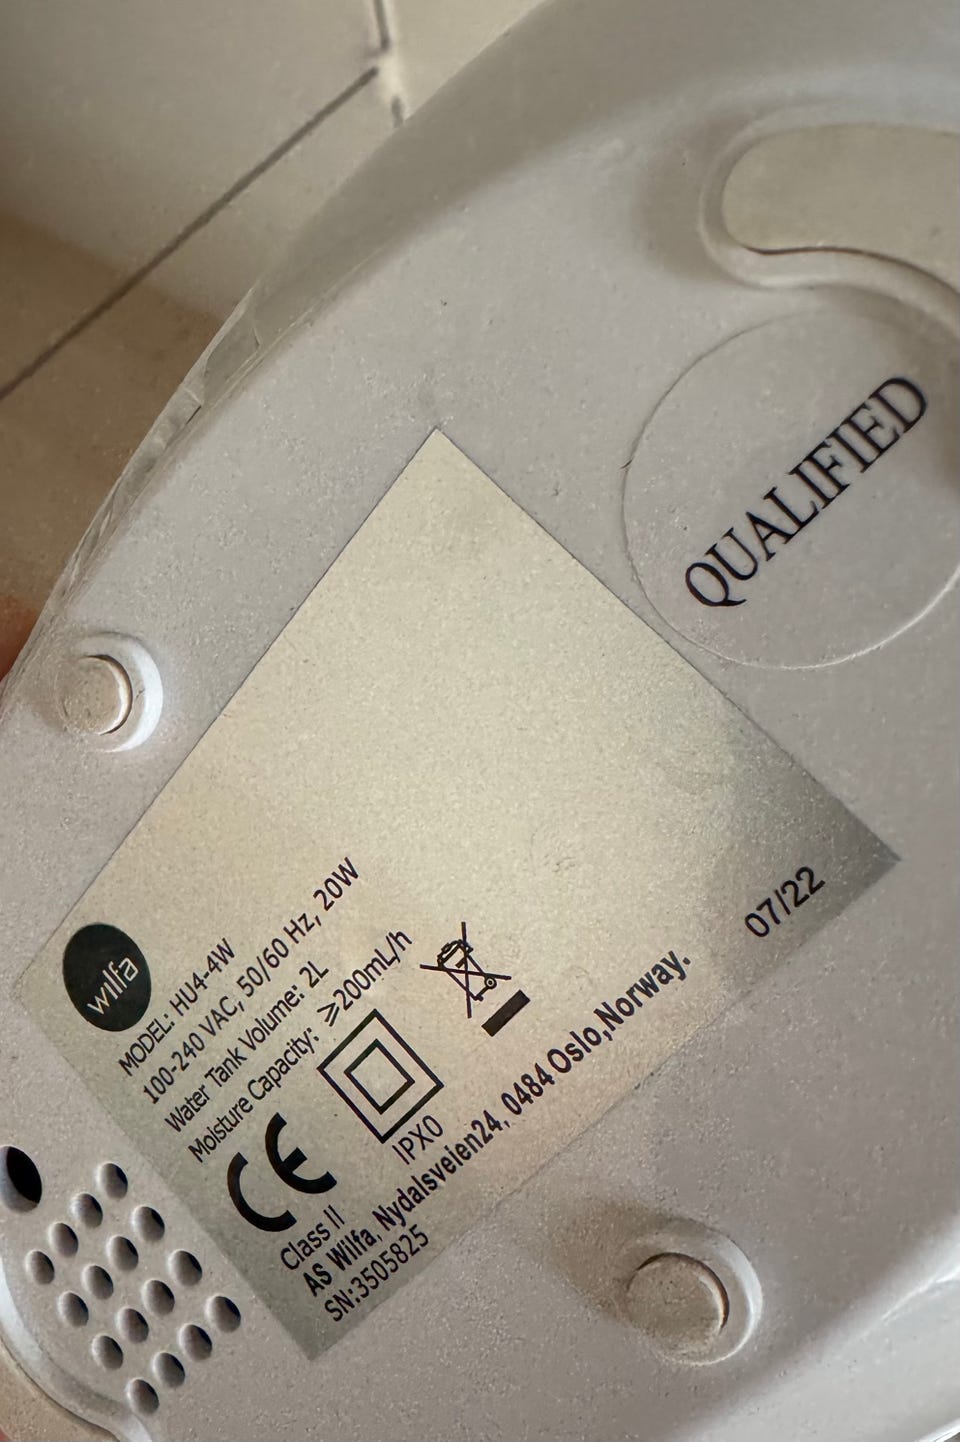 QUALIFIED
wilfa
MODEL: HU4-4W
100-240 VAC, 50/60 Hz, 20W
Water Tank Volume: 2L
Moisture Capacity: ⩾200mL/h
CE
IPX0
Class II
AS Wilfa, Nydalsveien24, 0484 Oslo,Norway.
SN:3505825
07/22